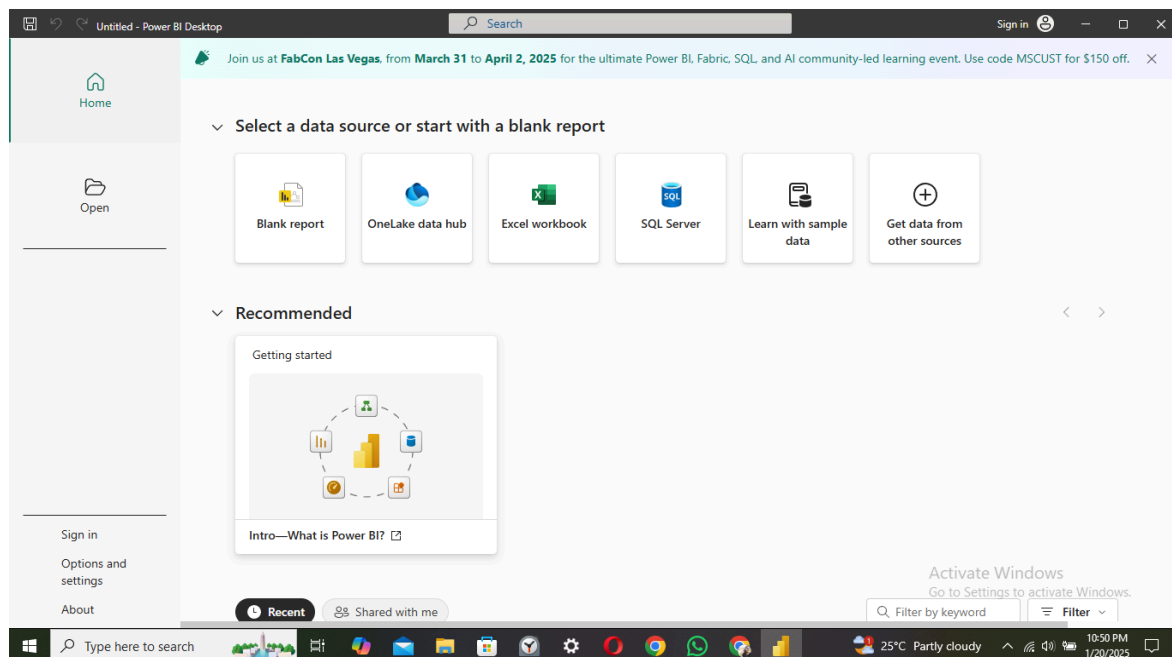 Untitled - Power BI Desktop
Search
Sign in
Join us at FabCon Las Vegas, from March 31 to April 2, 2025 for the ultimate Power BI, Fabric, SQL, and AI community-led learning event. Use code MSCUST for $150 off.
Home
Open
Select a data source or start with a blank report
Blank report
OneLake data hub
Excel workbook
SQL
SQL Server
Learn with sample
data
Get data from
other sources
Recommended
Getting started
Intro—What is Power BI?
Sign in
Options and
settings
About
Activate Windows
Go to Settings to activate Windows.
Recent
Shared with me
Filter by keyword
Filter
Type here to search
1
25°C Partly cloudy
10:50 PM
1/20/2025